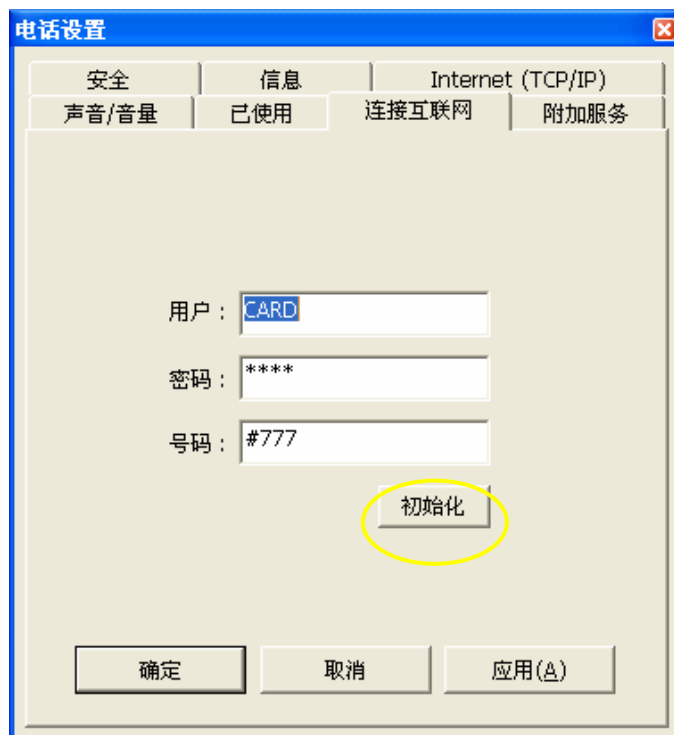 电话设置
安全 信息 Internet (TCP/IP)
声音/音量 已使用 连接互联网 附加服务
用户： CARD
密码： ****
号码： #777
初始化
确定 取消 应用(A)